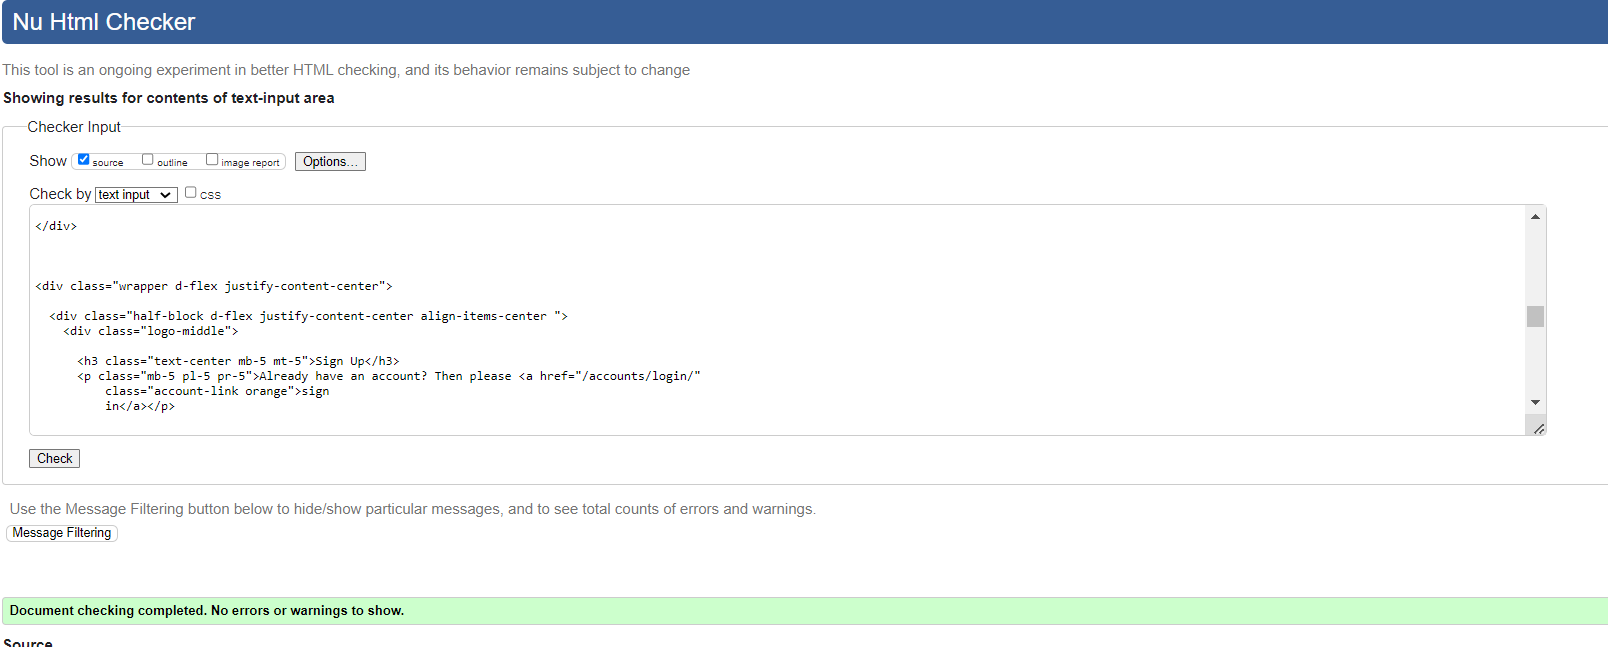 Nu Html Checker
This tool is an ongoing experiment in better HTML checking, and its behavior remains subject to change
Showing results for contents of text-input area
Checker Input
Show source outline image report Options...
Check by text input css
</div>
<div class="wrapper d-flex justify-content-center">
<div class="half-block d-flex justify-content-center align-items-center ">
<div class="logo-middle">
<h3 class="text-center mb-5 mt-5">Sign Up</h3>
<p class="mb-5 pl-5 pr-5">Already have an account? Then please <a href="/accounts/login/"
class="account-link orange">sign
in</a></p>
Check
Use the Message Filtering button below to hide/show particular messages, and to see total counts of errors and warnings.
Message Filtering
Document checking completed. No errors or warnings to show.
Source